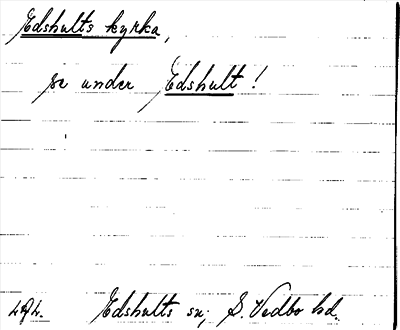 Edshults kyrka,
se under Edshult!
Edshults sn, S. Vedbo hd.